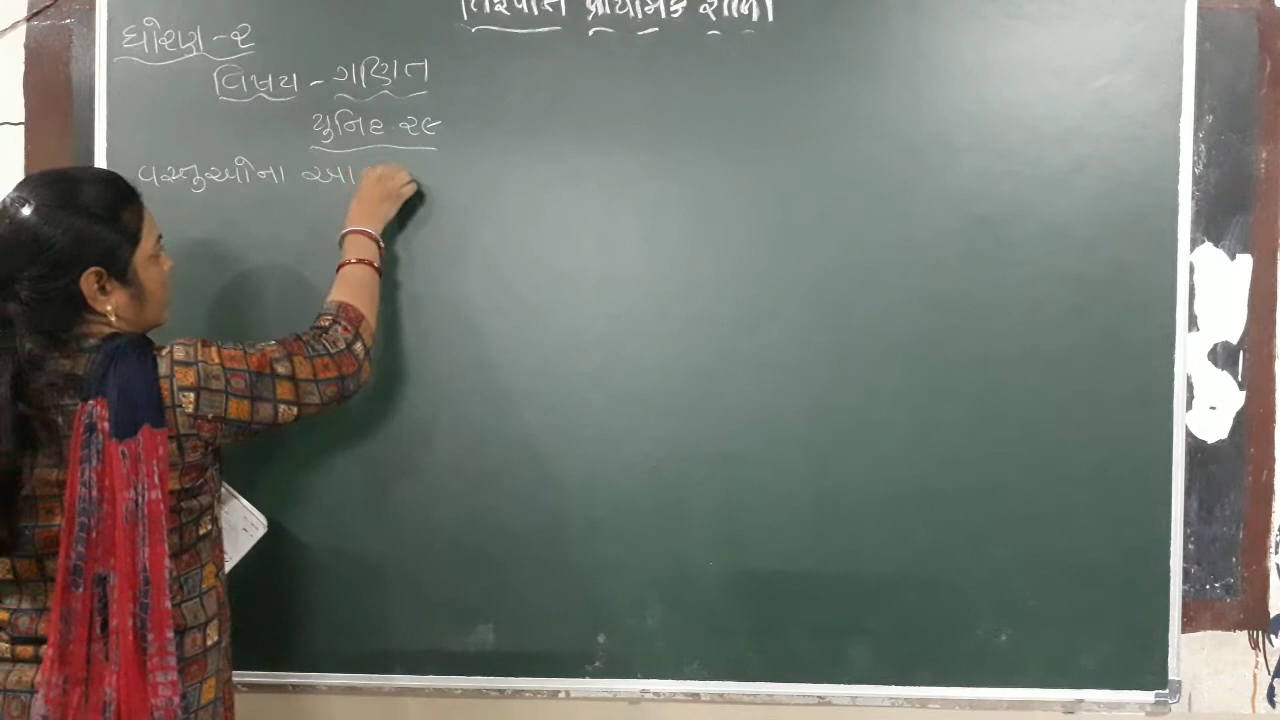 પ્રાથમિક શાળા
ધોરણ - ૨
વિષય - ગણિત
યુનિટ ૨૯
વસ્તુઓના આ